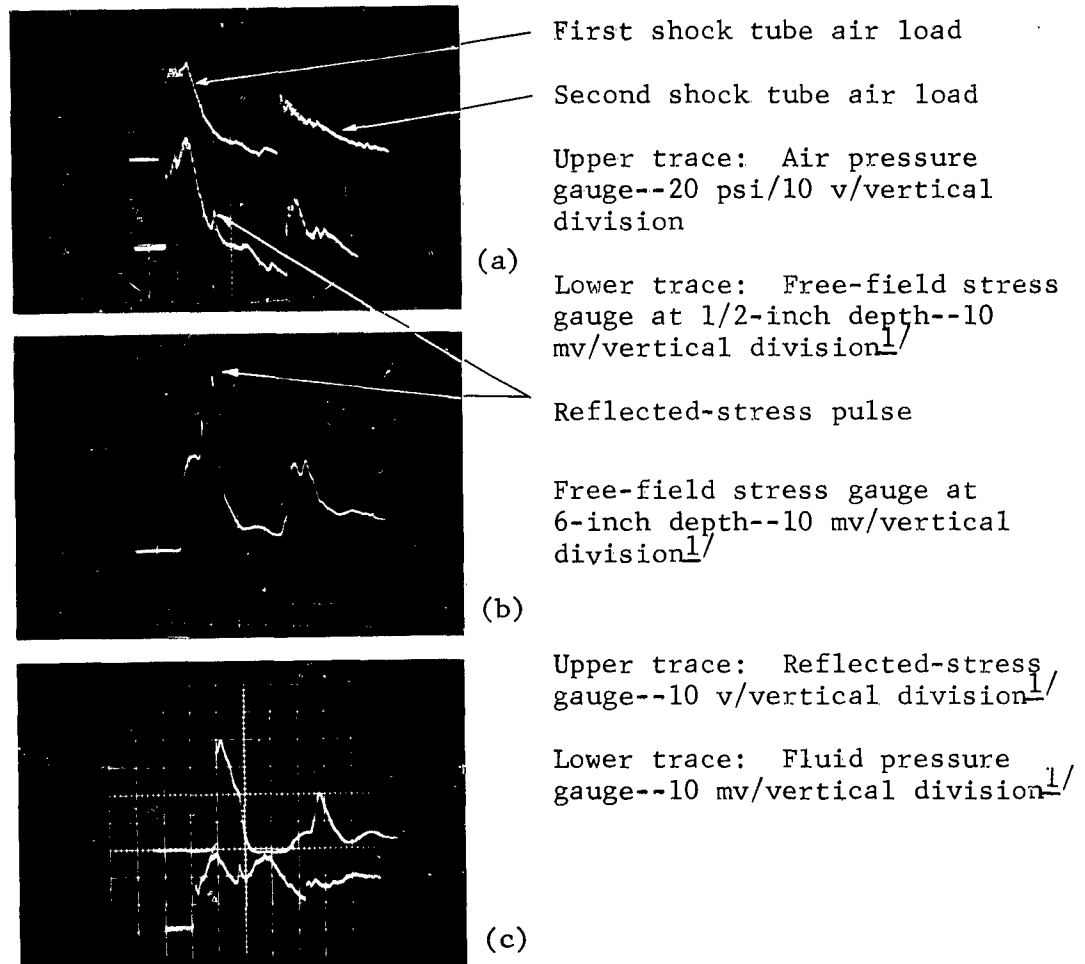 First shock tube air load
Second shock tube air load
Upper trace: Air pressure
gauge--20 psi/10 v/vertical
division
(a)
Lower trace: Free-field stress
gauge at 1/2-inch depth--10
mv/vertical division1/
Reflected-stress pulse
Free-field stress gauge at
6-inch depth--10 mv/vertical
division1/
(b)
Upper trace: Reflected-stress
gauge--10 v/vertical division1/
Lower trace: Fluid pressure
gauge--10 mv/vertical division1/
(c)